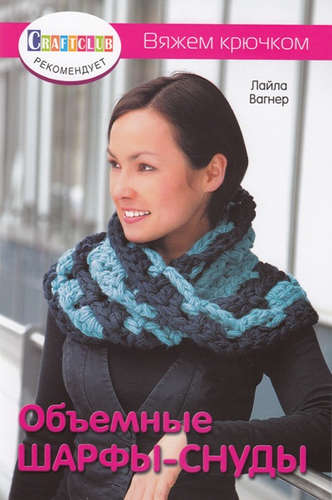 CRAFTCLUB
РЕКОМЕНДУЕТ
Вяжем крючком
Лайла
Вагнер
Объемные
ШАРФЫ-СНУДЫ